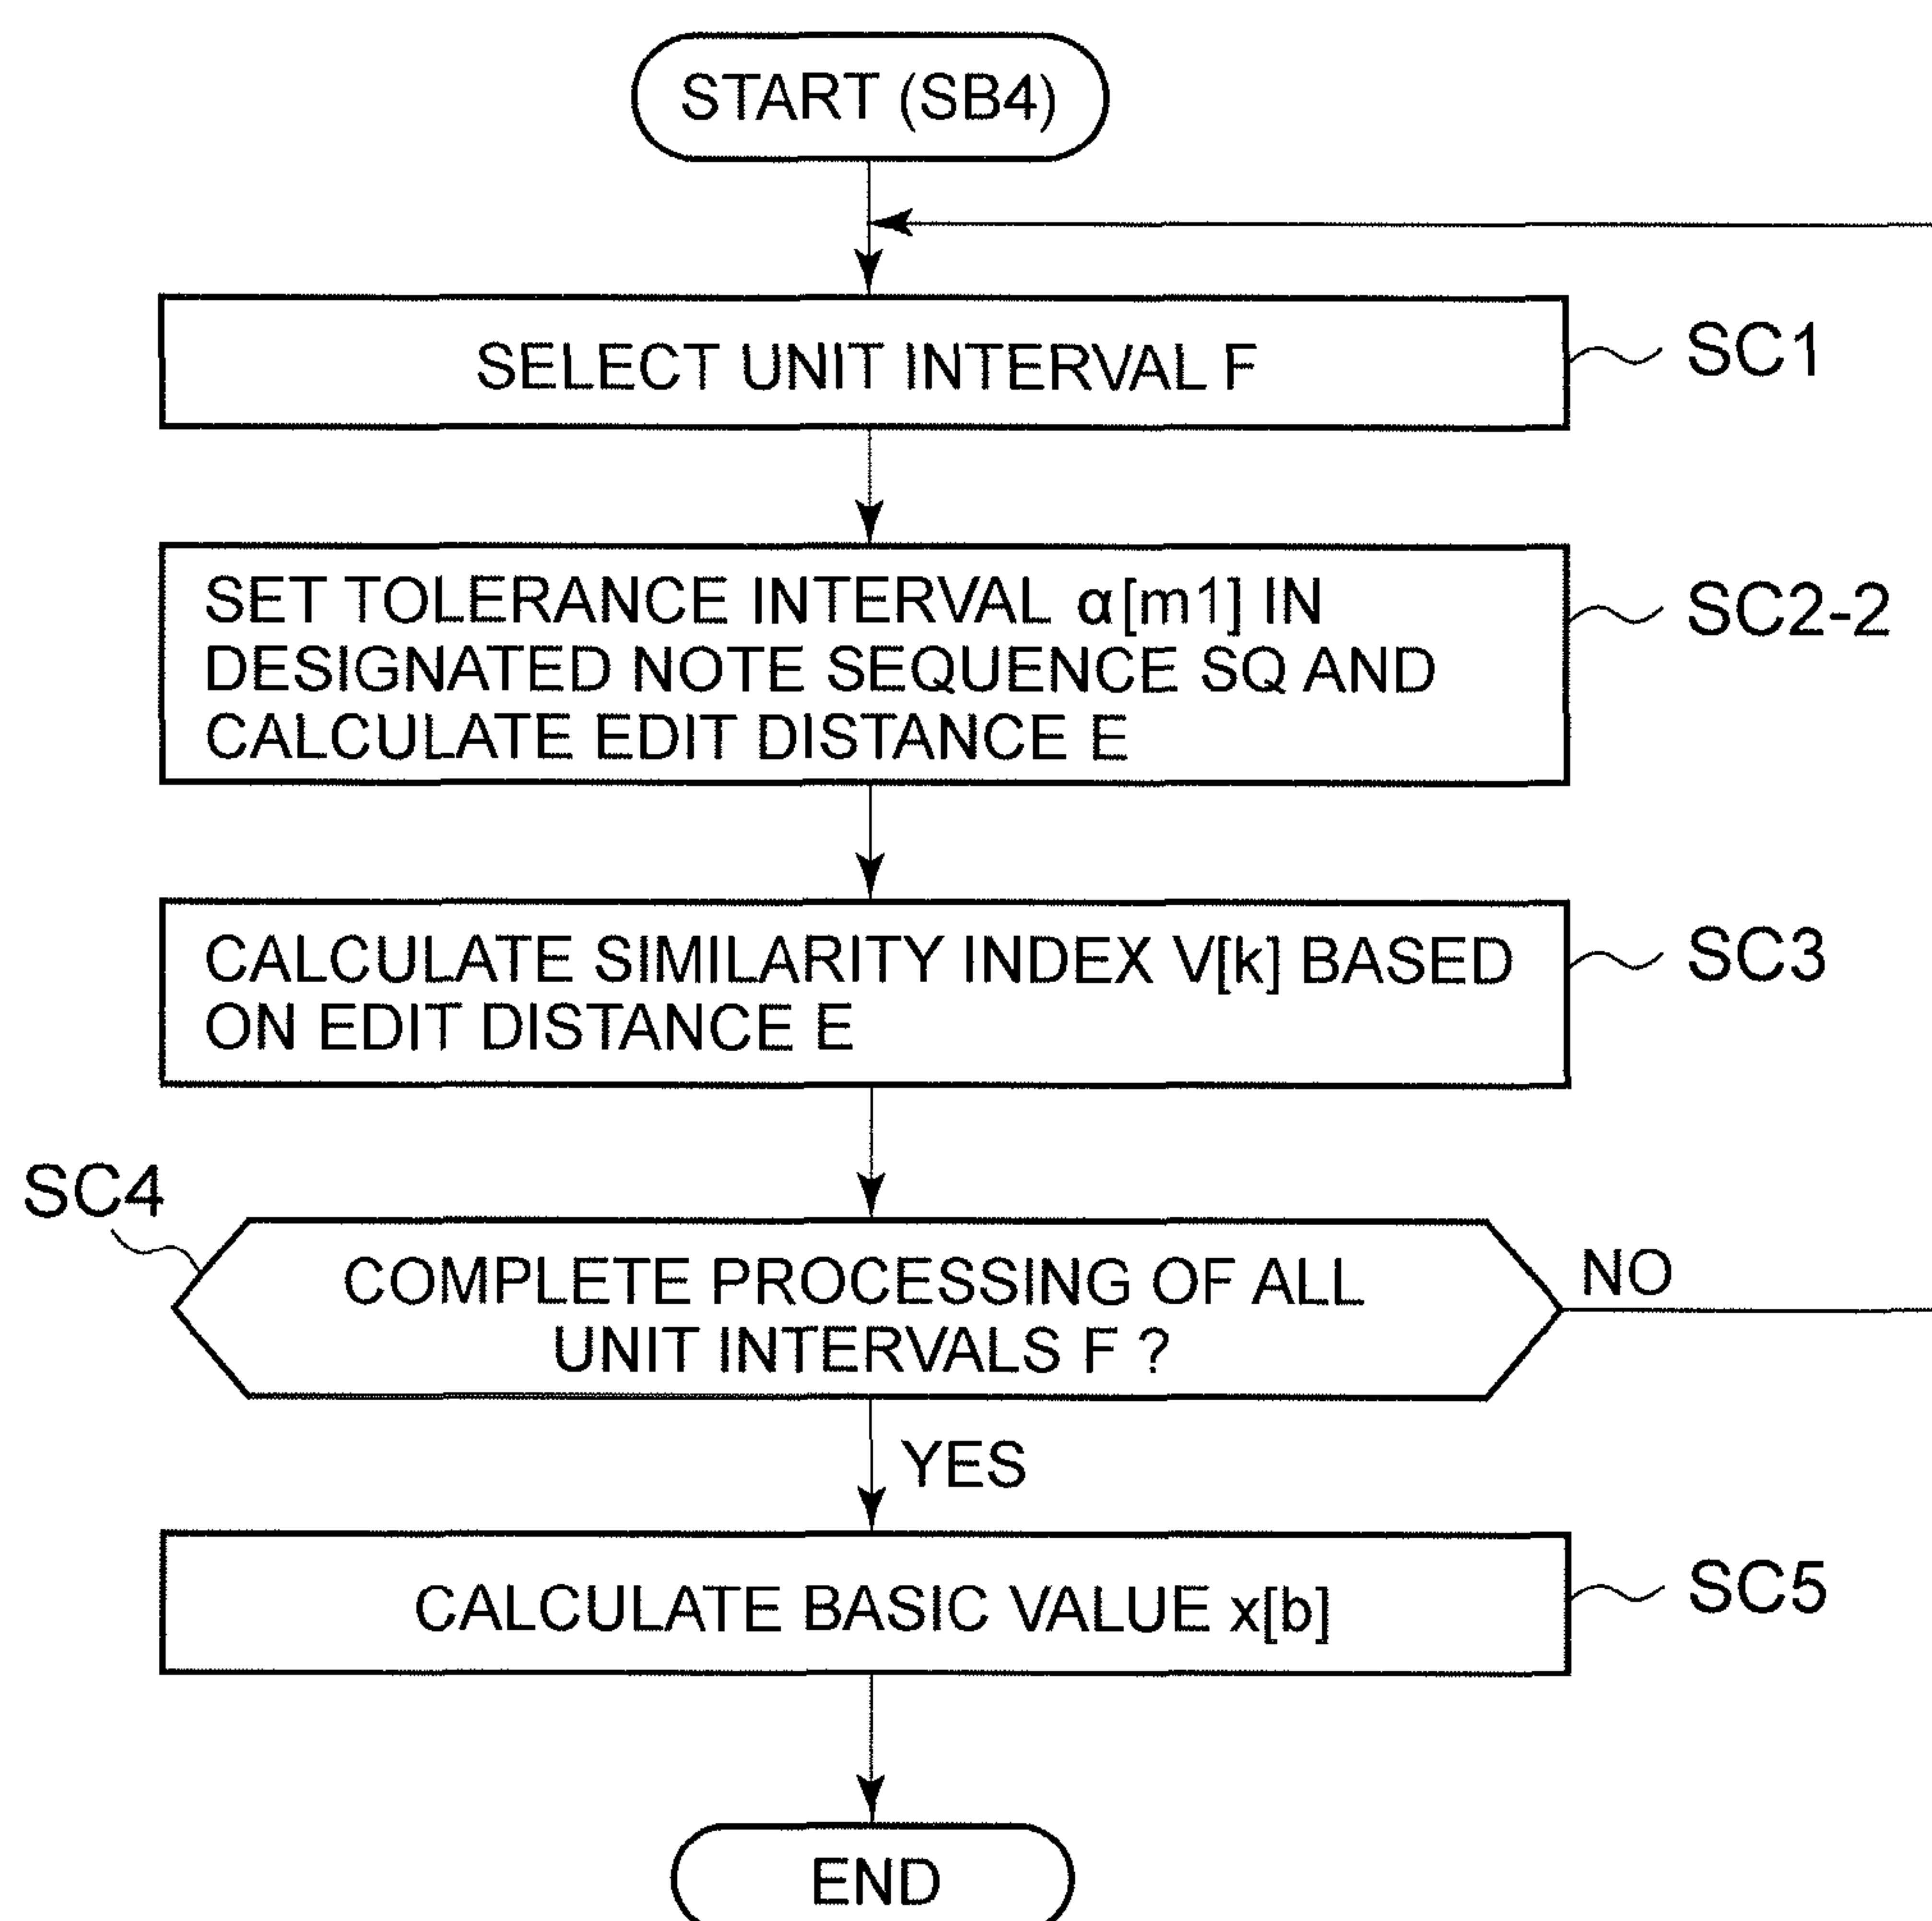 START (SB4)
SELECT UNIT INTERVAL F
SC1
SET TOLERANCE INTERVAL α[m1] IN
DESIGNATED NOTE SEQUENCE SQ AND
CALCULATE EDIT DISTANCE E
SC2-2
CALCULATE SIMILARITY INDEX V[k] BASED
ON EDIT DISTANCE E
SC3
SC4
COMPLETE PROCESSING OF ALL
UNIT INTERVALS F ?
NO
YES
CALCULATE BASIC VALUE x[b]
SC5
END